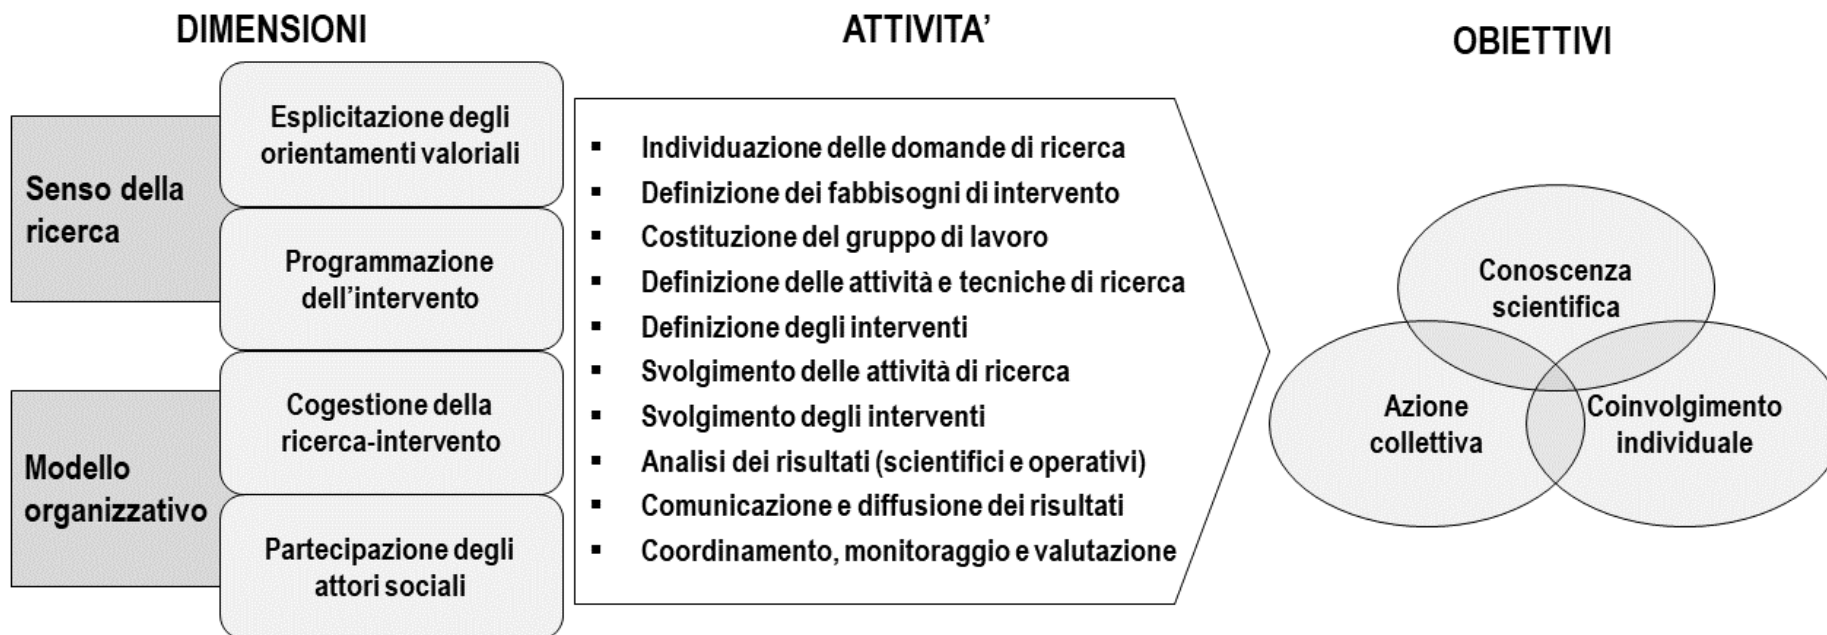 DIMENSIONI
Senso della
ricerca
Esplicitazione degli
orientamenti valoriali
Programmazione
dell'intervento
Modello
organizzativo
Cogestione della
ricerca-intervento
Partecipazione degli
attori sociali
ATTIVITA'
▪ Individuazione delle domande di ricerca
▪ Definizione dei fabbisogni di intervento
▪ Costituzione del gruppo di lavoro
▪ Definizione delle attività e tecniche di ricerca
▪ Definizione degli interventi
▪ Svolgimento delle attività di ricerca
▪ Svolgimento degli interventi
▪ Analisi dei risultati (scientifici e operativi)
▪ Comunicazione e diffusione dei risultati
▪ Coordinamento, monitoraggio e valutazione
OBIETTIVI
Conoscenza
scientifica
Azione
collettiva
Coinvolgimento
individuale